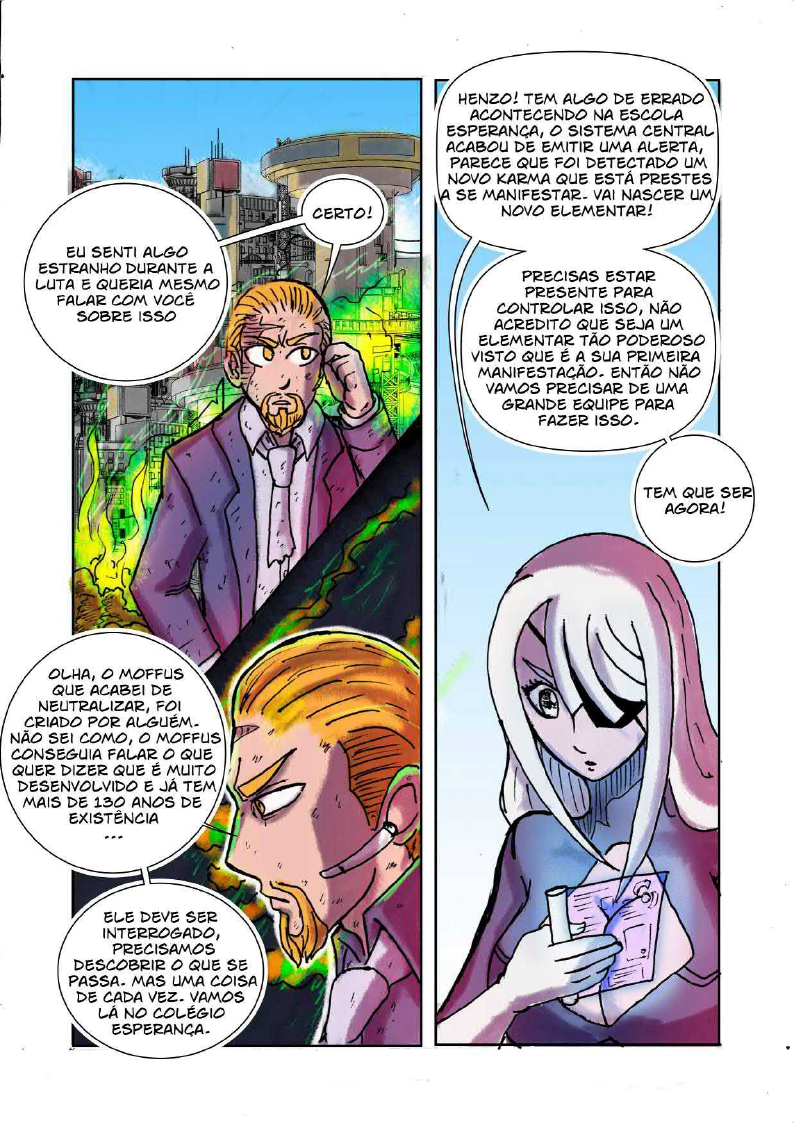 CERTO!
EU SENTI ALGO
ESTRANHO DURANTE A
LUTA E QUERIA MESMO
FALAR COM VOCÊ
SOBRE ISSO
OLHA, O MOFFUS
QUE ACABEI DE
NEUTRALIZAR, FOI
CRIADO POR ALGUÉM.
NÃO SEI COMO, O MOFFUS
CONSEGUIA FALAR O QUE
QUER DIZER QUE É MUITO
DESENVOLVIDO E JÁ TEM
MAIS DE 130 ANOS DE
EXISTÊNCIA
...
ELE DEVE SER
INTERROGADO,
PRECISAMOS
DESCOBRIR O QUE SE
PASSA. MAS UMA COISA
DE CADA VEZ. VAMOS
LÁ NO COLÉGIO
ESPERANÇA.
HENZO! TEM ALGO DE ERRADO
ACONTECENDO NA ESCOLA
ESPERANÇA, O SISTEMA CENTRAL
ACABOU DE EMITIR UMA ALERTA,
PARECE QUE FOI DETECTADO UM
NOVO KARMA QUE ESTÁ PRESTES
A SE MANIFESTAR. VAI NASCER UM
NOVO ELEMENTAR!
PRECISAS ESTAR
PRESENTE PARA
CONTROLAR ISSO, NÃO
ACREDITO QUE SEJA UM
ELEMENTAR TÃO PODEROSO
VISTO QUE É A SUA PRIMEIRA
MANIFESTAÇÃO. ENTÃO NÃO
VAMOS PRECISAR DE UMA
GRANDE EQUIPE PARA
FAZER ISSO.
TEM QUE SER
AGORA!